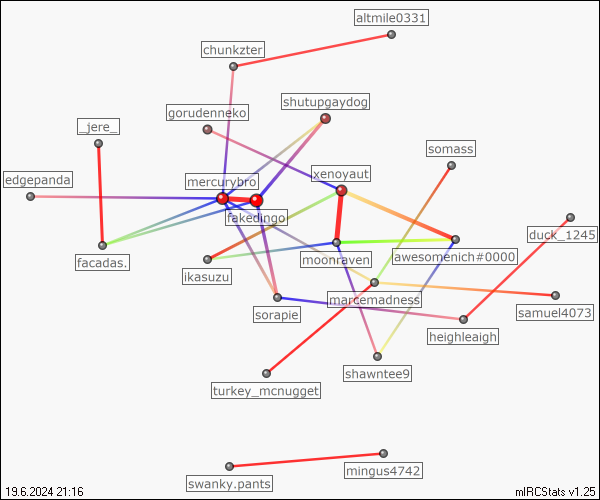 altmile0331
chunkzter
shutupgaydog
gorudenneko
_jere_
somass
xenoyaut
edgepanda
mercurybro
fakedingo
duck_1245
facadas.
ikasuzu
moonraven
awesomenich#0000
marcemadness
sorapie
samuel4073
heighleaigh
shawntee9
turkey_mcnugget
mingus4742
swanky.pants
19.6.2024 21:16
mIRCStats v1.25